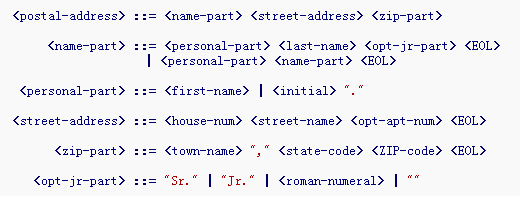 <postal-address> ::= <name-part> <street-address> <zip-part>
<name-part> ::= <personal-part> <last-name> <opt-jr-part> <EOL>
| <personal-part> <name-part> <EOL>
<personal-part> ::= <first-name> | <initial> "."
<street-address> ::= <house-num> <street-name> <opt-apt-num> <EOL>
<zip-part> ::= <town-name> "," <state-code> <ZIP-code> <EOL>
<opt-jr-part> ::= "Sr." | "Jr." | <roman-numeral> | ""